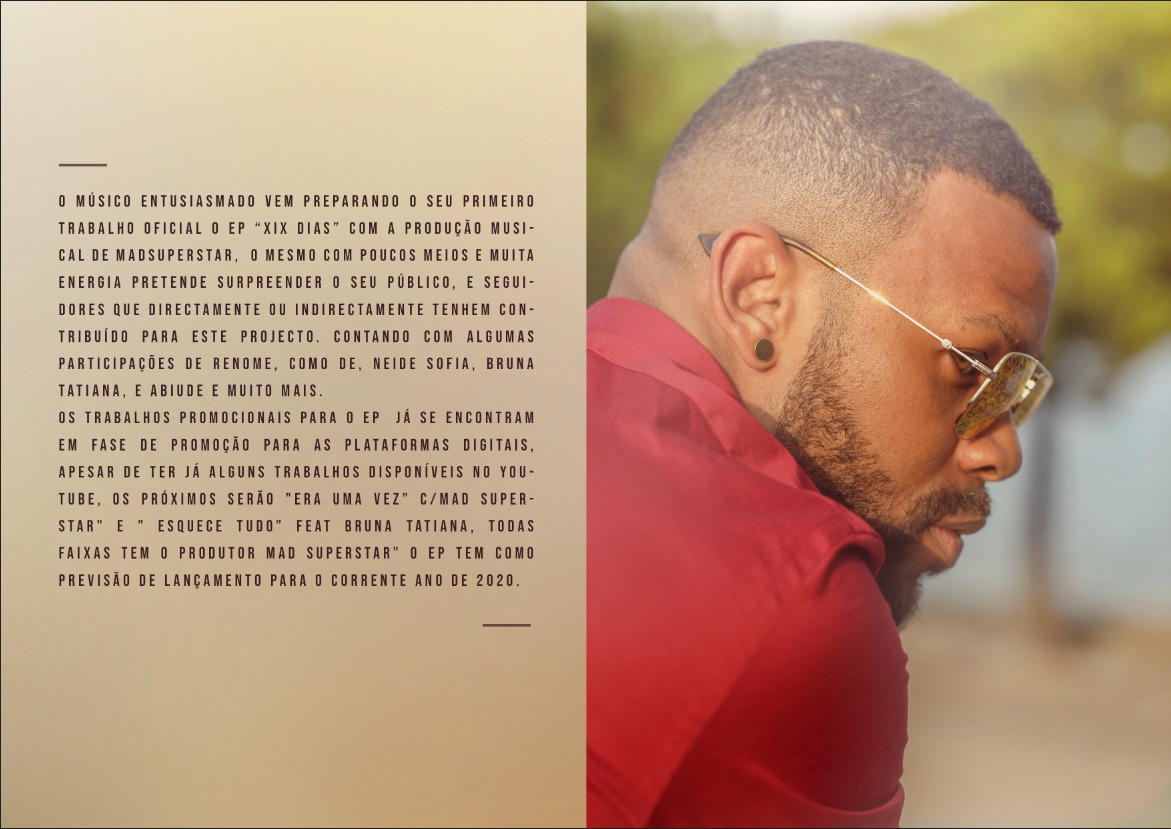 O MÚSICO ENTUSIASMADO VEM PREPARANDO O SEU PRIMEIRO
TRABALHO OFICIAL O EP “XIX DIAS” COM A PRODUÇÃO MUSI-
CAL DE MADSUPERSTAR, O MESMO COM POUCOS MEIOS E MUITA
ENERGIA PRETENDE SURPREENDER O SEU PÚBLICO, E SEGUI-
DORES QUE DIRECTAMENTE OU INDIRECTAMENTE TENHEM CON-
TRIBUÍDO PARA ESTE PROJECTO. CONTANDO COM ALGUMAS
PARTICIPAÇÕES DE RENOME, COMO DE, NEIDE SOFIA, BRUNA
TATIANA, E ABIUDE E MUITO MAIS.
OS TRABALHOS PROMOCIONAIS PARA O EP JÁ SE ENCONTRAM
EM FASE DE PROMOÇÃO PARA AS PLATAFORMAS DIGITAIS,
APESAR DE TER JÁ ALGUNS TRABALHOS DISPONÍVEIS NO YOU-
TUBE, OS PRÓXIMOS SERÃO "ERA UMA VEZ” C/MAD SUPER-
STAR" E " ESQUECE TUDO” FEAT BRUNA TATIANA, TODAS
FAIXAS TEM O PRODUTOR MAD SUPERSTAR" O EP TEM COMO
PREVISÃO DE LANÇAMENTO PARA O CORRENTE ANO DE 2020.